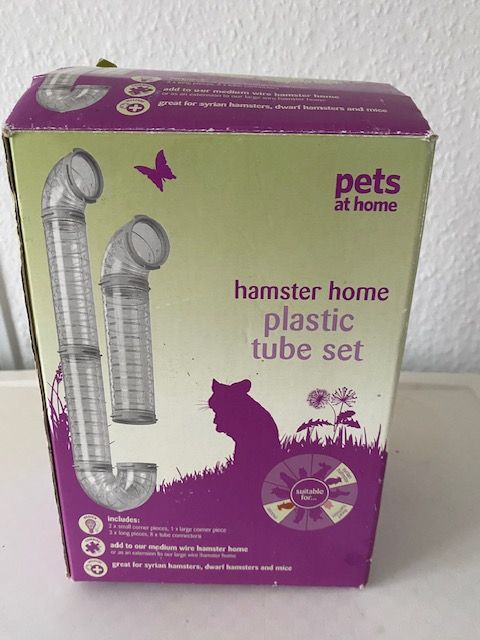 add to our medium wire hamster home
or as an extension to our large wire hamster home
great for syrian hamsters, dwarf hamsters and mice
pets
at home
hamster home
plastic
tube set
suitable
for...
includes:
2 x small corner pieces, 1 x large corner piece
3 x long pieces, 8 x tube connectors
add to our medium wire hamster home
or as an extension to our large wire hamster home
great for syrian hamsters, dwarf hamsters and mice